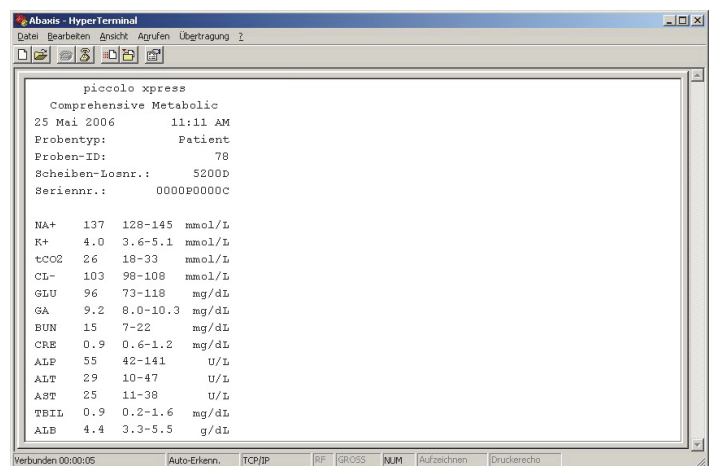 Abaxis - HyperTerminal
Datei Bearbeiten Ansicht Anrufen Übertragung ?
piccolo xpress
Comprehensive Metabolic
25 Mai 2006 11:11 AM
Probentyp: Patient
Proben-ID: 78
Scheiben-Losnr.: 5200D
Seriennr.: 0000P0000C
NA+ 137 128-145 mmol/L
K+ 4.0 3.6-5.1 mmol/L
tCO2 26 18-33 mmol/L
CL- 103 98-108 mmol/L
GLU 96 73-118 mg/dL
GA 9.2 8.0-10.3 mg/dL
BUN 15 7-22 mg/dL
CRE 0.9 0.6-1.2 mg/dL
ALP 55 42-141 U/L
ALT 29 10-47 U/L
AST 25 11-38 U/L
TBIL 0.9 0.2-1.6 mg/dL
ALB 4.4 3.3-5.5 g/dL
Verbunden 00:00:05 Auto-Erkenn. TCP/IP RF GROSS NUM Aufzeichnen Druckerecho